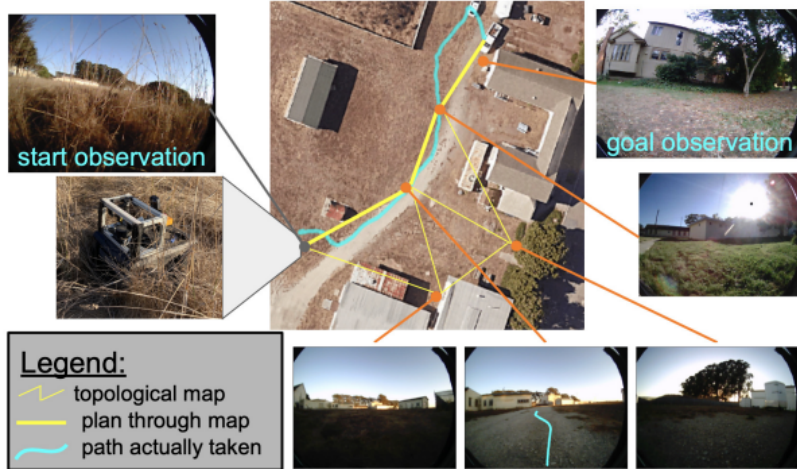 start observation
goal observation
Legend:
topological map
plan through map
path actually taken